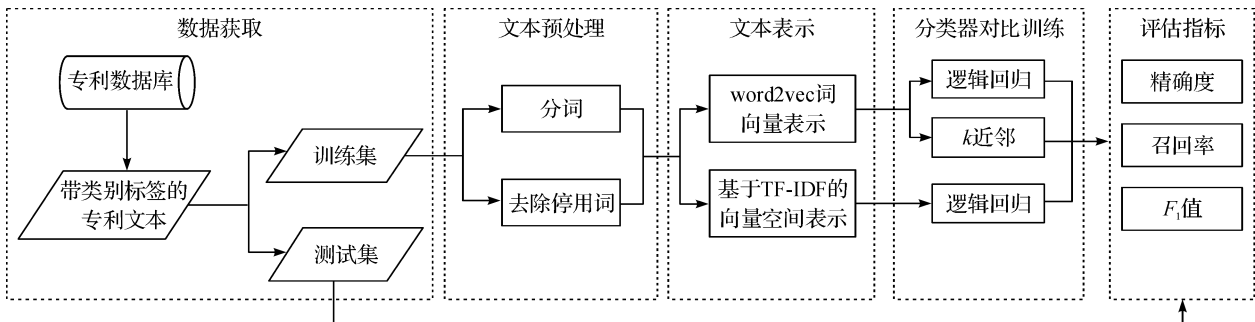 数据获取
专利数据库
带类别标签的
专利文本
训练集
测试集
文本预处理
分词
去除停用词
文本表示
word2vec词
向量表示
基于TF-IDF的
向量空间表示
分类器对比训练
逻辑回归
k近邻
逻辑回归
评估指标
精确度
召回率
F₁值